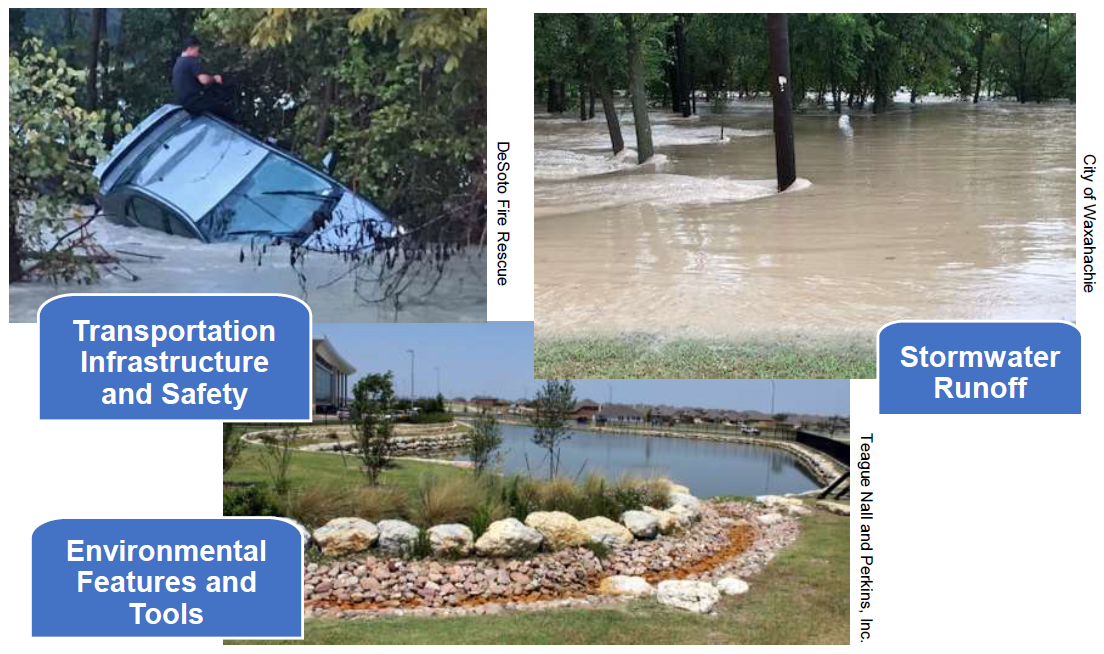 DeSoto Fire Rescue
City of Waxahachie
Transportation
Infrastructure
and Safety
Stormwater
Runoff
Teague Nall and Perkins, Inc.
Environmental
Features and
Tools